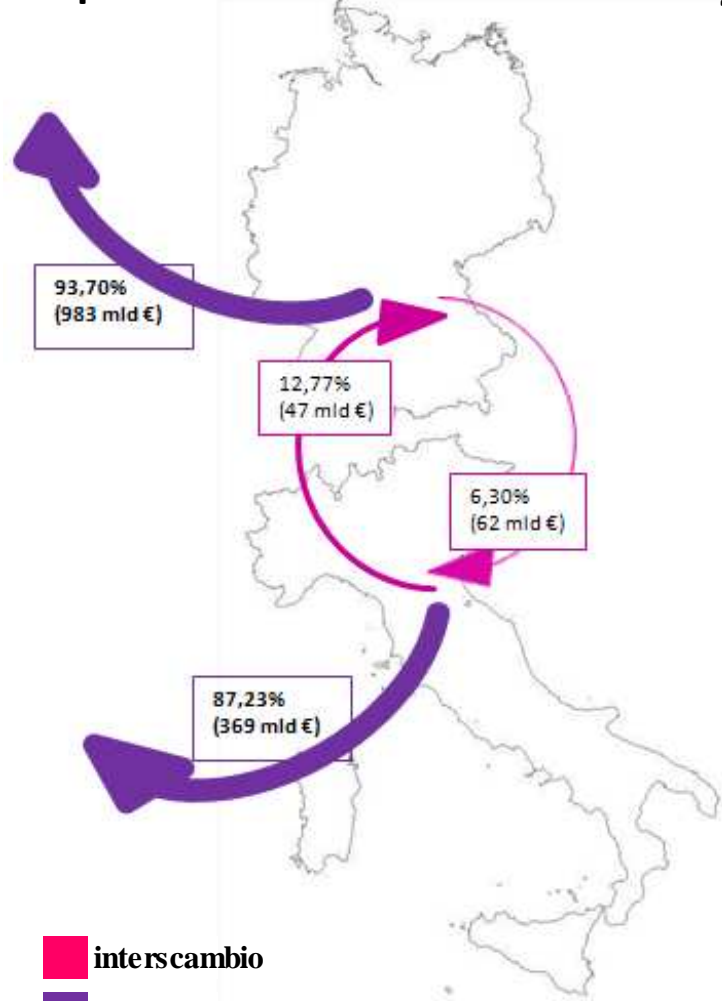 93,70%
(983 mld €)
12,77%
(47 mld €)
6,30%
(62 mld €)
87,23%
(369 mld €)
interscambio